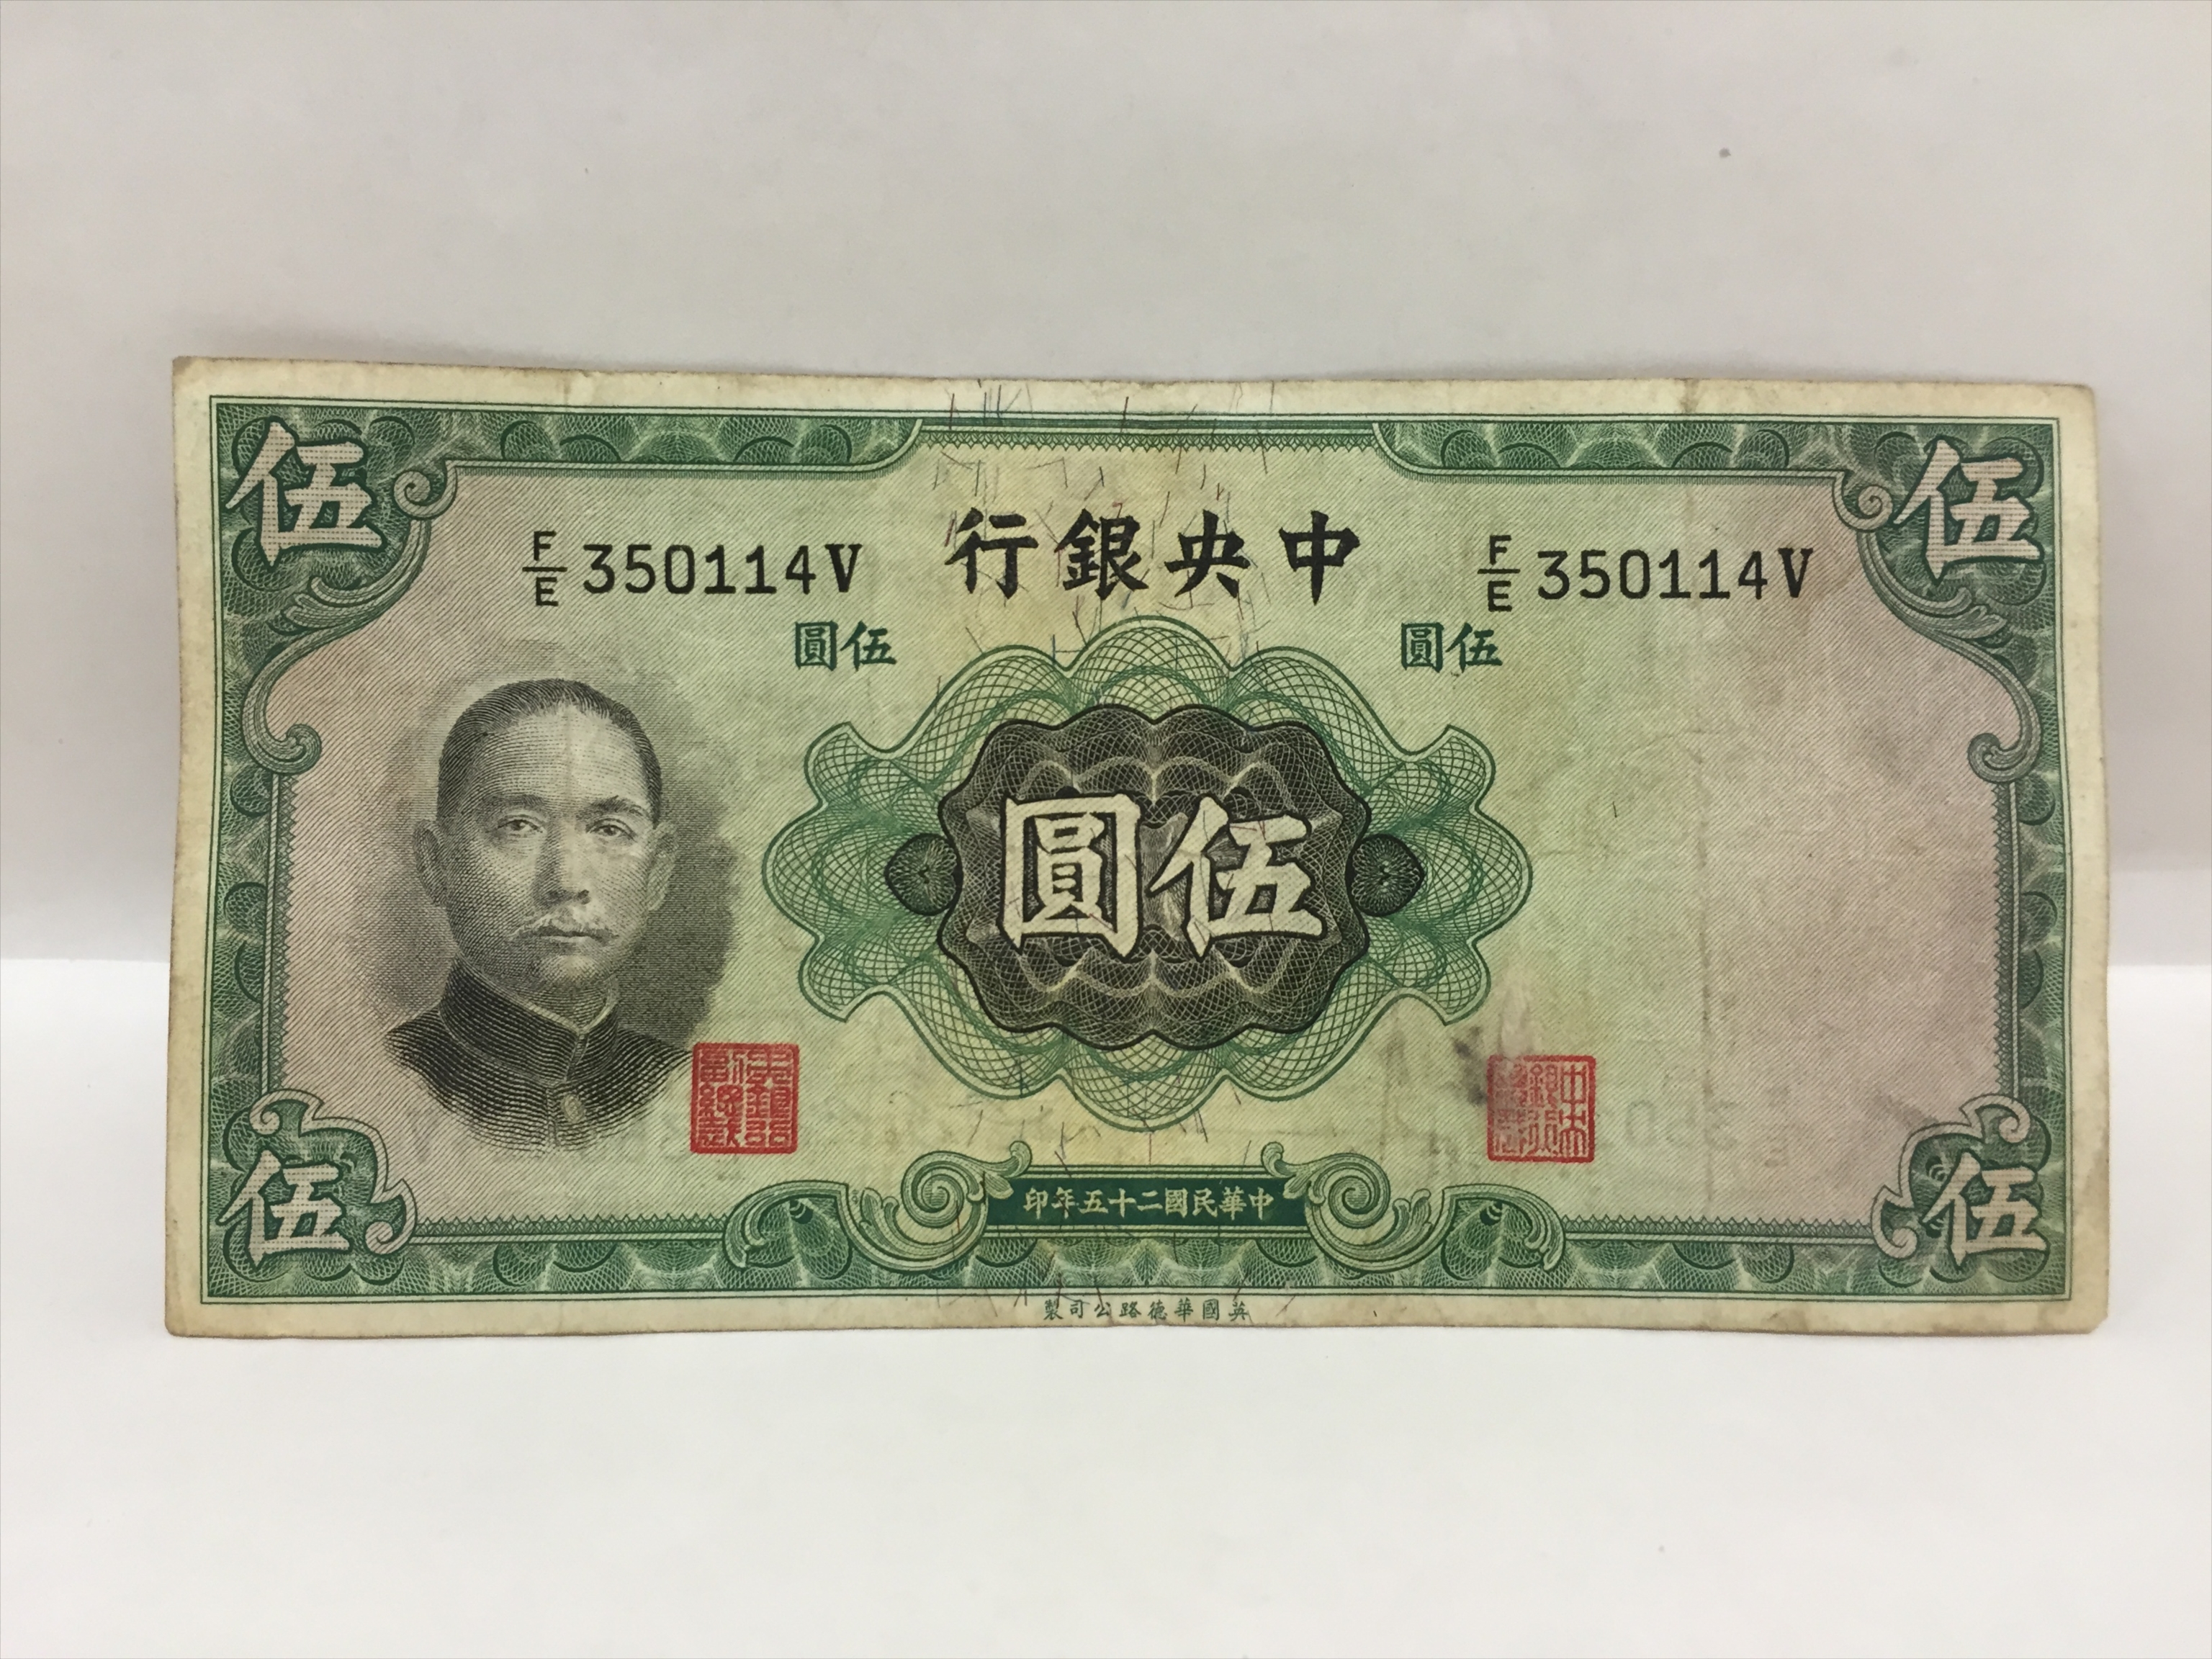 伍
伍
中央銀行
F/E 350114V
F/E 350114V
伍圓
伍圓
伍圓
中華民國二十五年印
伍
伍
英國華德路公司製